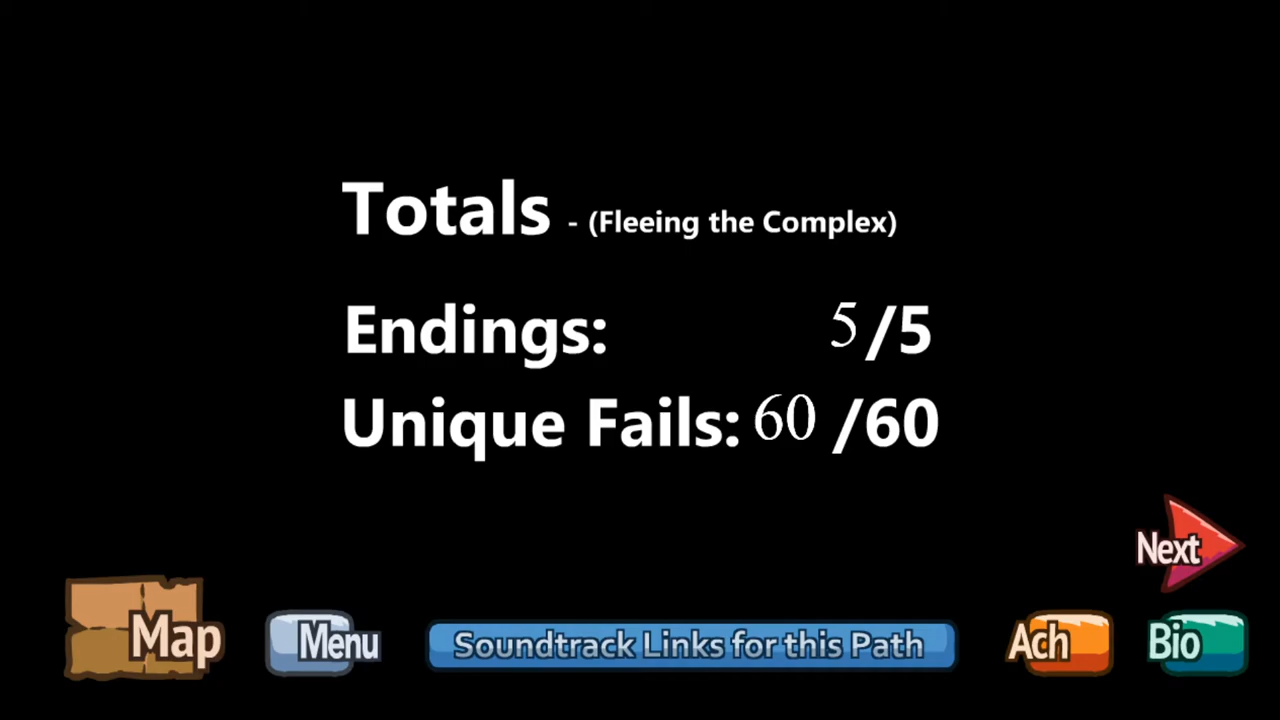 Totals - (Fleeing the Complex)
Endings: 5 /5
Unique Fails: 60 /60
Next
Map
Menu
Soundtrack Links for this Path
Ach
Bio